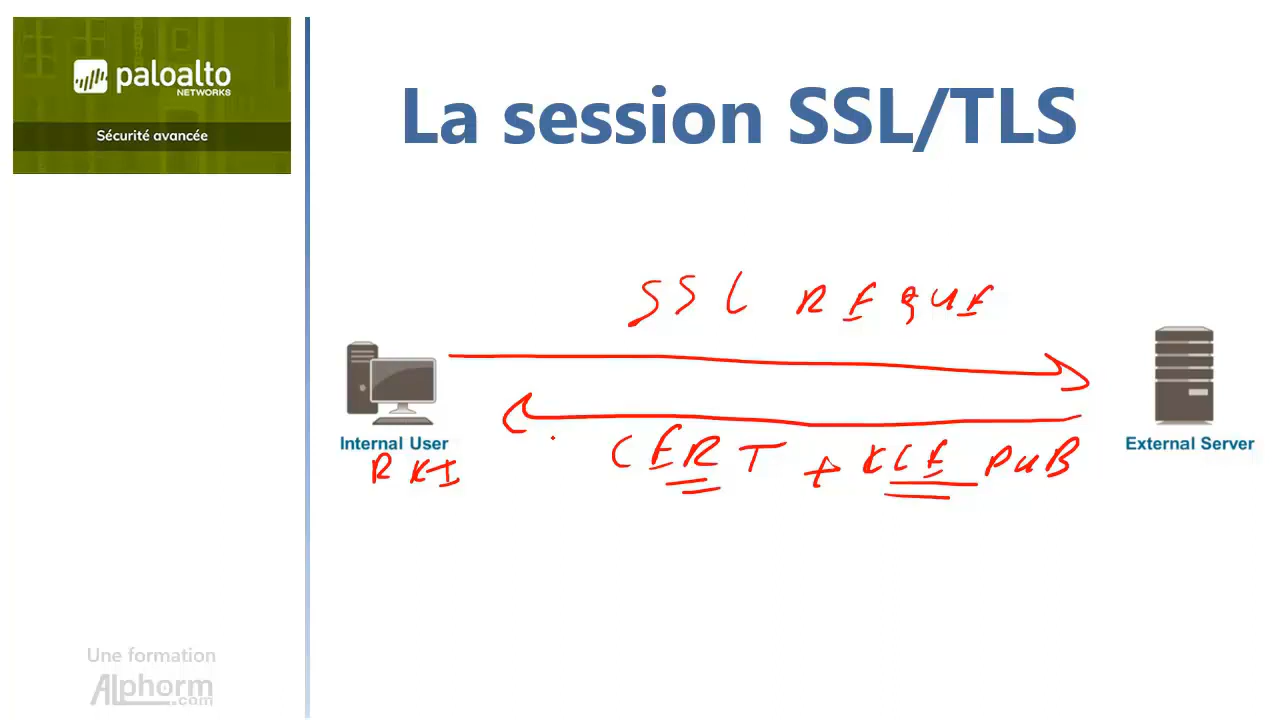 paloalto
NETWORKS
Sécurité avancée
La session SSL/TLS
SSL REQUE
CERT + KLE PUB
Internal User
External Server
PKI
Une formation
Alphorm
.com